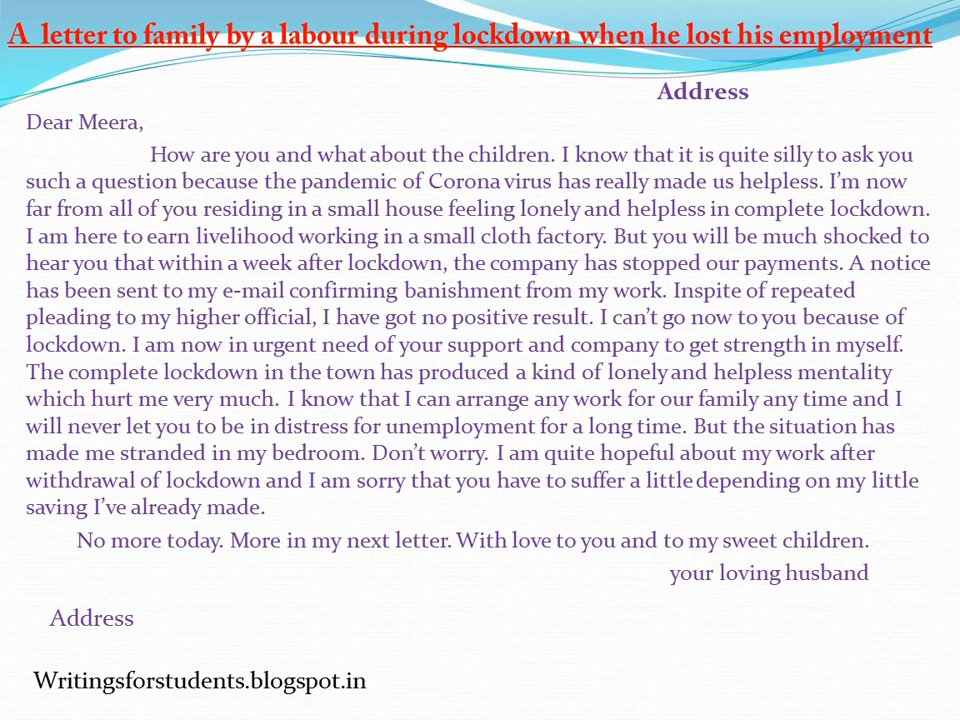 A letter to family by a labour during lockdown when he lost his employment
Address
Dear Meera,
How are you and what about the children. I know that it is quite silly to ask you
such a question because the pandemic of Corona virus has really made us helpless. I'm now
far from all of you residing in a small house feeling lonely and helpless in complete lockdown.
I am here to earn livelihood working in a small cloth factory. But you will be much shocked to
hear you that within a week after lockdown, the company has stopped our payments. A notice
has been sent to my e-mail confirming banishment from my work. Inspite of repeated
pleading to my higher official, I have got no positive result. I can't go now to you because of
lockdown. I am now in urgent need of your support and company to get strength in myself.
The complete lockdown in the town has produced a kind of lonely and helpless mentality
which hurt me very much. I know that I can arrange any work for our family any time and I
will never let you to be in distress for unemployment for a long time. But the situation has
made me stranded in my bedroom. Don't worry. I am quite hopeful about my work after
withdrawal of lockdown and I am sorry that you have to suffer a little depending on my little
saving I've already made.
No more today. More in my next letter. With love to you and to my sweet children.
your loving husband
Address
Writingsforstudents.blogspot.in